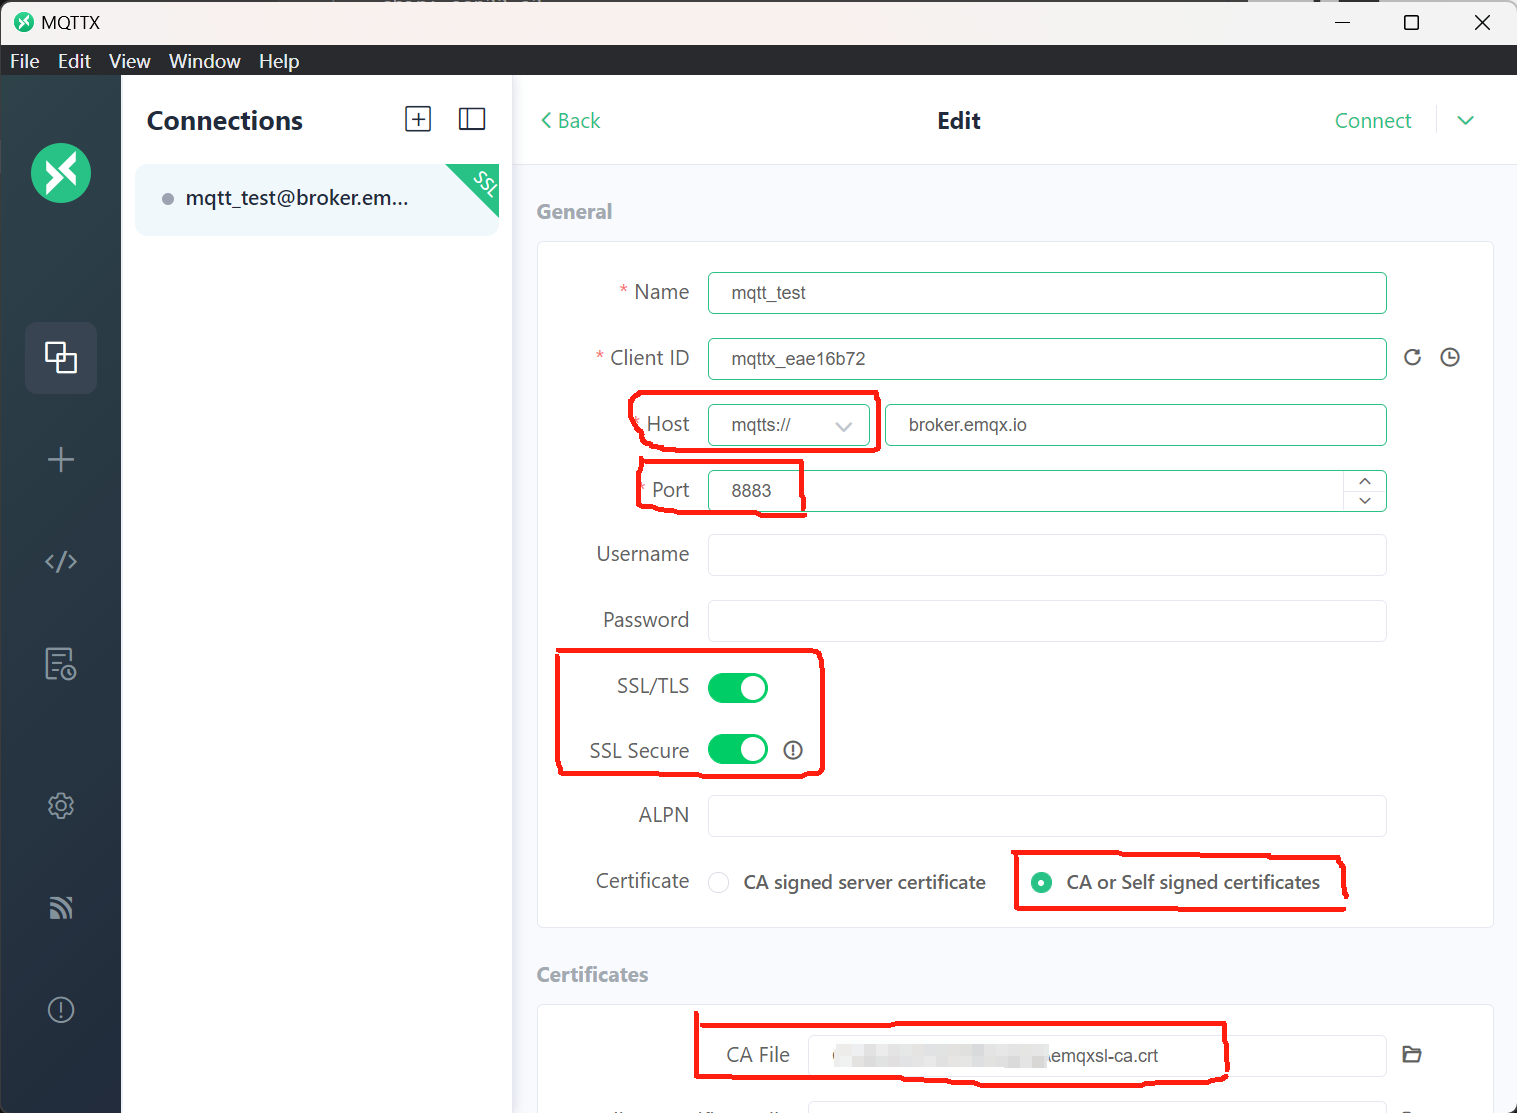 MQTTX
File Edit View Window Help
Connections
Back
Edit
Connect
mqtt_test@broker.em...
SSL
General
* Name mqtt_test
* Client ID mqttx_eae16b72
* Host mqtts:// broker.emqx.io
* Port 8883
Username
Password
SSL/TLS
SSL Secure
ALPN
Certificate CA signed server certificate CA or Self signed certificates
Certificates
CA File \emqxsl-ca.crt